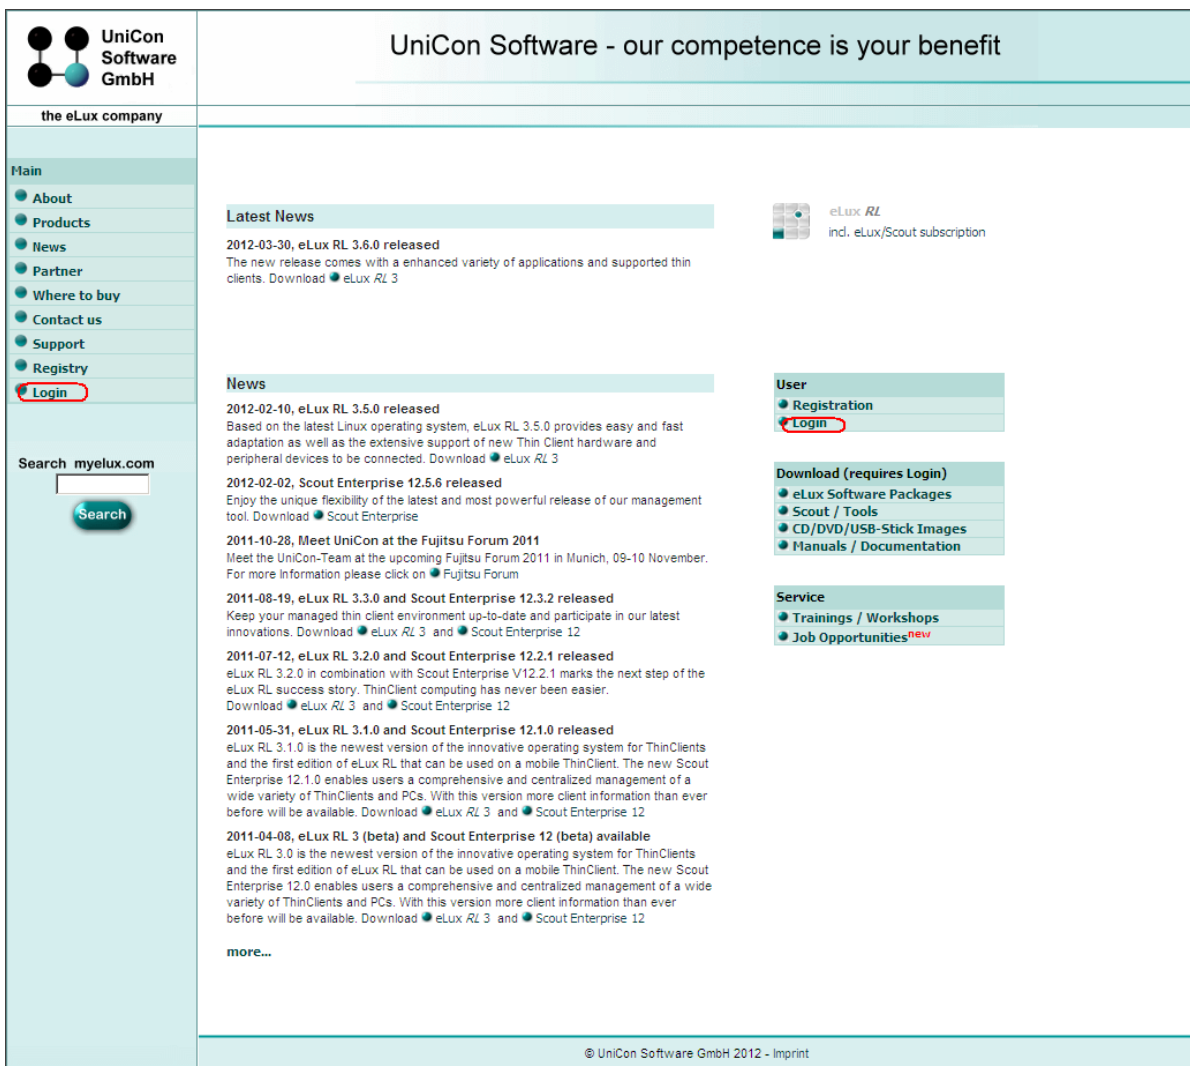 UniCon
Software
GmbH
UniCon Software - our competence is your benefit
the eLux company
Main
About
Products
News
Partner
Where to buy
Contact us
Support
Registry
Login
Search myelux.com
Search
Latest News
2012-03-30, eLux RL 3.6.0 released
The new release comes with a enhanced variety of applications and supported thin
clients. Download eLux RL 3
eLux RL
incl. eLux/Scout subscription
News
2012-02-10, eLux RL 3.5.0 released
Based on the latest Linux operating system, eLux RL 3.5.0 provides easy and fast
adaptation as well as the extensive support of new Thin Client hardware and
peripheral devices to be connected. Download eLux RL 3
2012-02-02, Scout Enterprise 12.5.6 released
Enjoy the unique flexibility of the latest and most powerful release of our management
tool. Download Scout Enterprise
2011-10-28, Meet UniCon at the Fujitsu Forum 2011
Meet the UniCon-Team at the upcoming Fujitsu Forum 2011 in Munich, 09-10 November.
For more Information please click on Fujitsu Forum
2011-08-19, eLux RL 3.3.0 and Scout Enterprise 12.3.2 released
Keep your managed thin client environment up-to-date and participate in our latest
innovations. Download eLux RL 3 and Scout Enterprise 12
2011-07-12, eLux RL 3.2.0 and Scout Enterprise 12.2.1 released
eLux RL 3.2.0 in combination with Scout Enterprise V12.2.1 marks the next step of the
eLux RL success story. ThinClient computing has never been easier.
Download eLux RL 3 and Scout Enterprise 12
2011-05-31, eLux RL 3.1.0 and Scout Enterprise 12.1.0 released
eLux RL 3.1.0 is the newest version of the innovative operating system for ThinClients
and the first edition of eLux RL that can be used on a mobile ThinClient. The new Scout
Enterprise 12.1.0 enables users a comprehensive and centralized management of a
wide variety of ThinClients and PCs. With this version more client information than ever
before will be available. Download eLux RL 3 and Scout Enterprise 12
2011-04-08, eLux RL 3 (beta) and Scout Enterprise 12 (beta) available
eLux RL 3.0 is the newest version of the innovative operating system for ThinClients
and the first edition of eLux RL that can be used on a mobile ThinClient. The new Scout
Enterprise 12.0 enables users a comprehensive and centralized management of a wide
variety of ThinClients and PCs. With this version more client information than ever
before will be available. Download eLux RL 3 and Scout Enterprise 12
more...
User
Registration
Login
Download (requires Login)
eLux Software Packages
Scout / Tools
CD/DVD/USB-Stick Images
Manuals / Documentation
Service
Trainings / Workshops
Job Opportunities new
© UniCon Software GmbH 2012 - Imprint